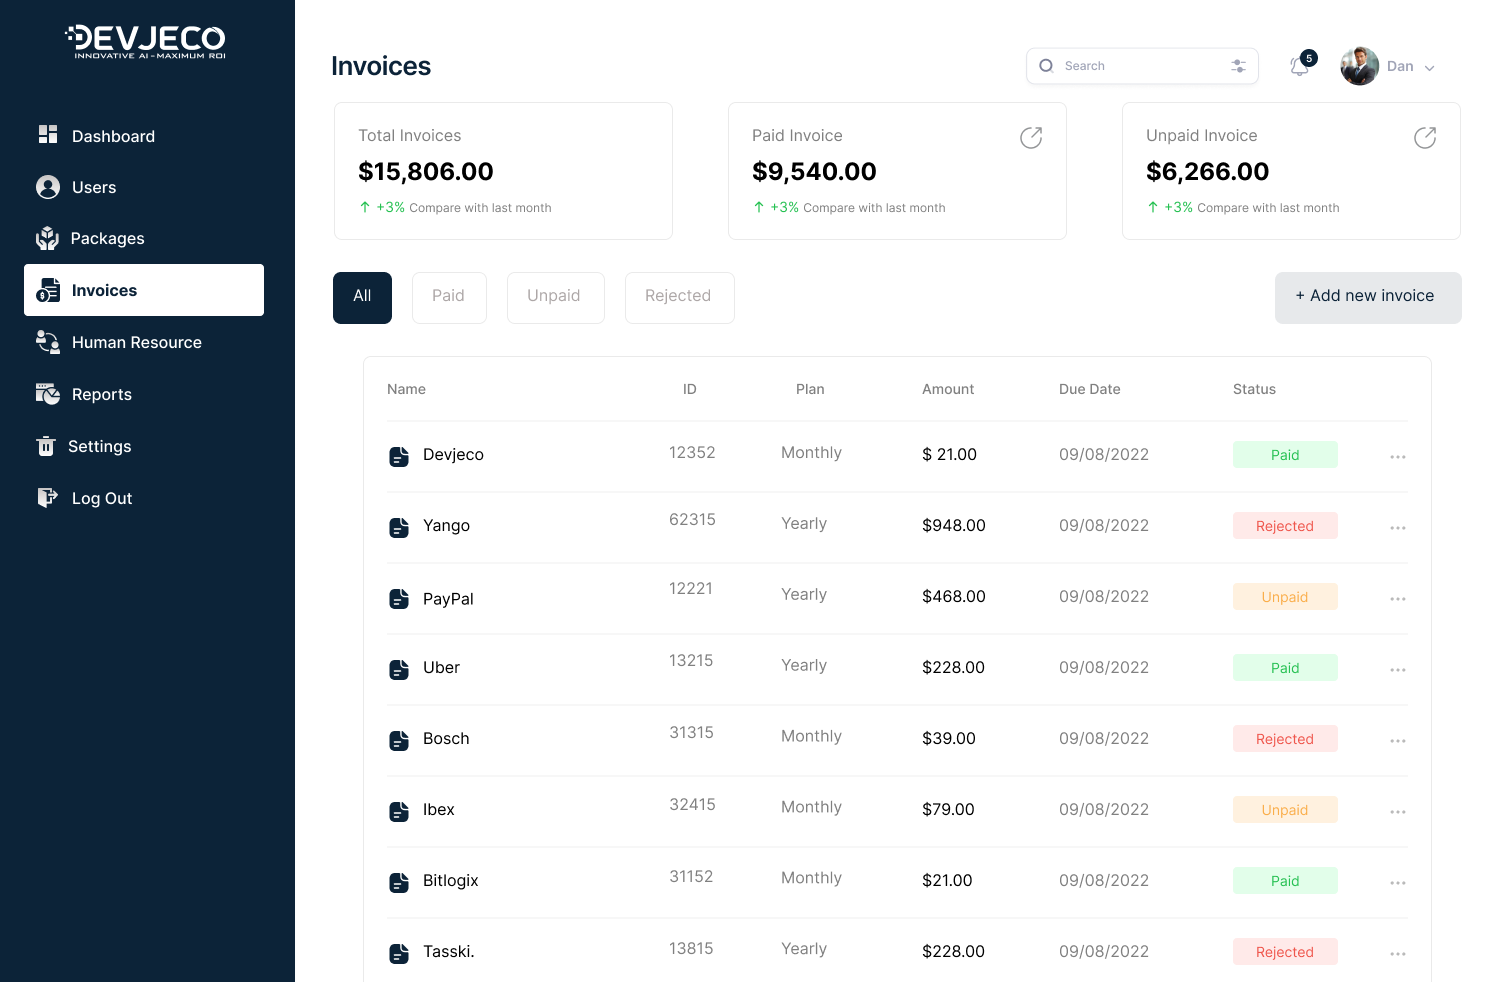 DEVJECO
INNOVATIVE AI-MAXIMUM ROI
Dashboard
Users
Packages
Invoices
Human Resource
Reports
Settings
Log Out
Invoices
Search
5
Dan
Total Invoices
$15,806.00
+3% Compare with last month
Paid Invoice
$9,540.00
+3% Compare with last month
Unpaid Invoice
$6,266.00
+3% Compare with last month
All
Paid
Unpaid
Rejected
+ Add new invoice
Name ID Plan Amount Due Date Status
Devjeco 12352 Monthly $ 21.00 09/08/2022 Paid
Yango 62315 Yearly $948.00 09/08/2022 Rejected
PayPal 12221 Yearly $468.00 09/08/2022 Unpaid
Uber 13215 Yearly $228.00 09/08/2022 Paid
Bosch 31315 Monthly $39.00 09/08/2022 Rejected
Ibex 32415 Monthly $79.00 09/08/2022 Unpaid
Bitlogix 31152 Monthly $21.00 09/08/2022 Paid
Tasski. 13815 Yearly $228.00 09/08/2022 Rejected